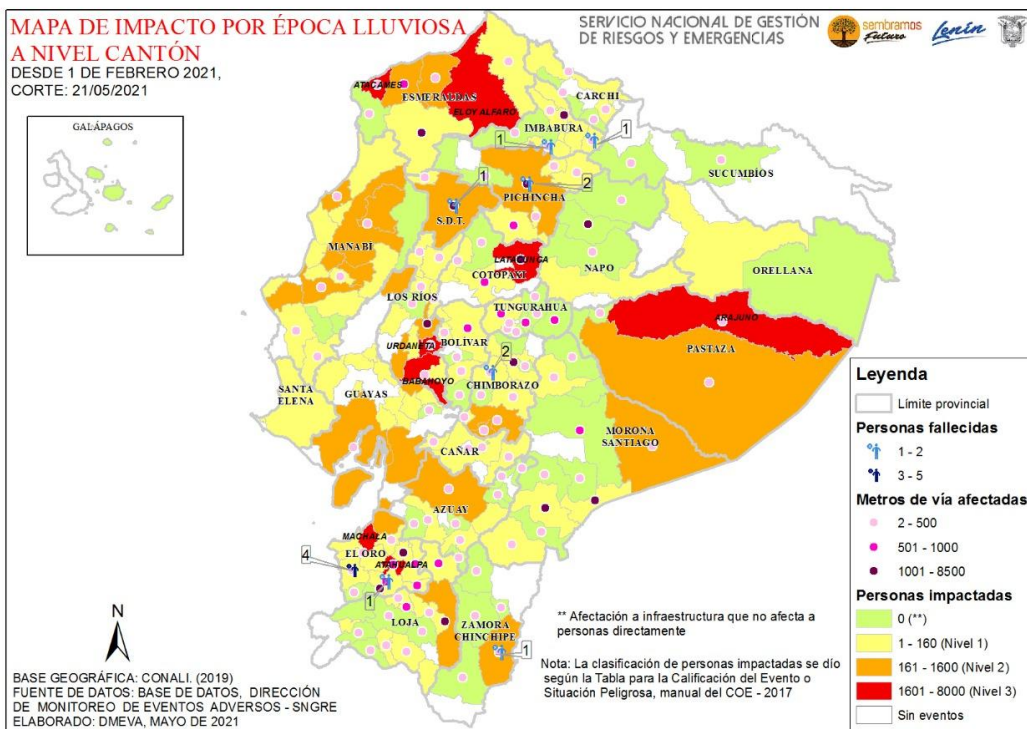 MAPA DE IMPACTO POR ÉPOCA LLUVIOSA
A NIVEL CANTÓN
DESDE 1 DE FEBRERO 2021,
CORTE: 21/05/2021
SERVICIO NACIONAL DE GESTIÓN
DE RIESGOS Y EMERGENCIAS
sembramos
Futuro
Lenín
GALÁPAGOS
ATACAMES
ESMERALDAS
ELOY ALFARO
CARCHI
IMBABURA
1
1
SUCUMBÍOS
1
2
PICHINCHA
S.D.T.
MANABÍ
LATACUNGA
COTOPAXI
NAPO
ORELLANA
LOS RÍOS
TUNGURAHUA
ARAJUNO
URDANETA
BOLÍVAR
PASTAZA
2
BABAHOYO
CHIMBORAZO
SANTA
ELENA
GUAYAS
MORONA
SANTIAGO
CAÑAR
AZUAY
MACHALA
EL ORO
4
ATAHUALPA
1
LOJA
ZAMORA
CHINCHIPE
1
N
** Afectación a infraestructura que no afecta a
personas directamente
Nota: La clasificación de personas impactadas se dío
según la Tabla para la Calificación del Evento o
Situación Peligrosa, manual del COE - 2017
BASE GEOGRÁFICA: CONALI. (2019)
FUENTE DE DATOS: BASE DE DATOS, DIRECCIÓN
DE MONITOREO DE EVENTOS ADVERSOS - SNGRE
ELABORADO: DMEVA, MAYO DE 2021
Leyenda
Límite provincial
Personas fallecidas
1 - 2
3 - 5
Metros de vía afectadas
2 - 500
501 - 1000
1001 - 8500
Personas impactadas
0 (**)
1 - 160 (Nivel 1)
161 - 1600 (Nivel 2)
1601 - 8000 (Nivel 3)
Sin eventos